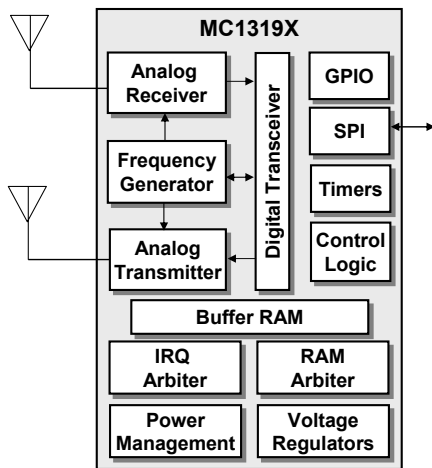 MC1319X
Analog
Receiver
Frequency
Generator
Analog
Transmitter
Digital Transceiver
GPIO
SPI
Timers
Control
Logic
Buffer RAM
IRQ
Arbiter
RAM
Arbiter
Power
Management
Voltage
Regulators